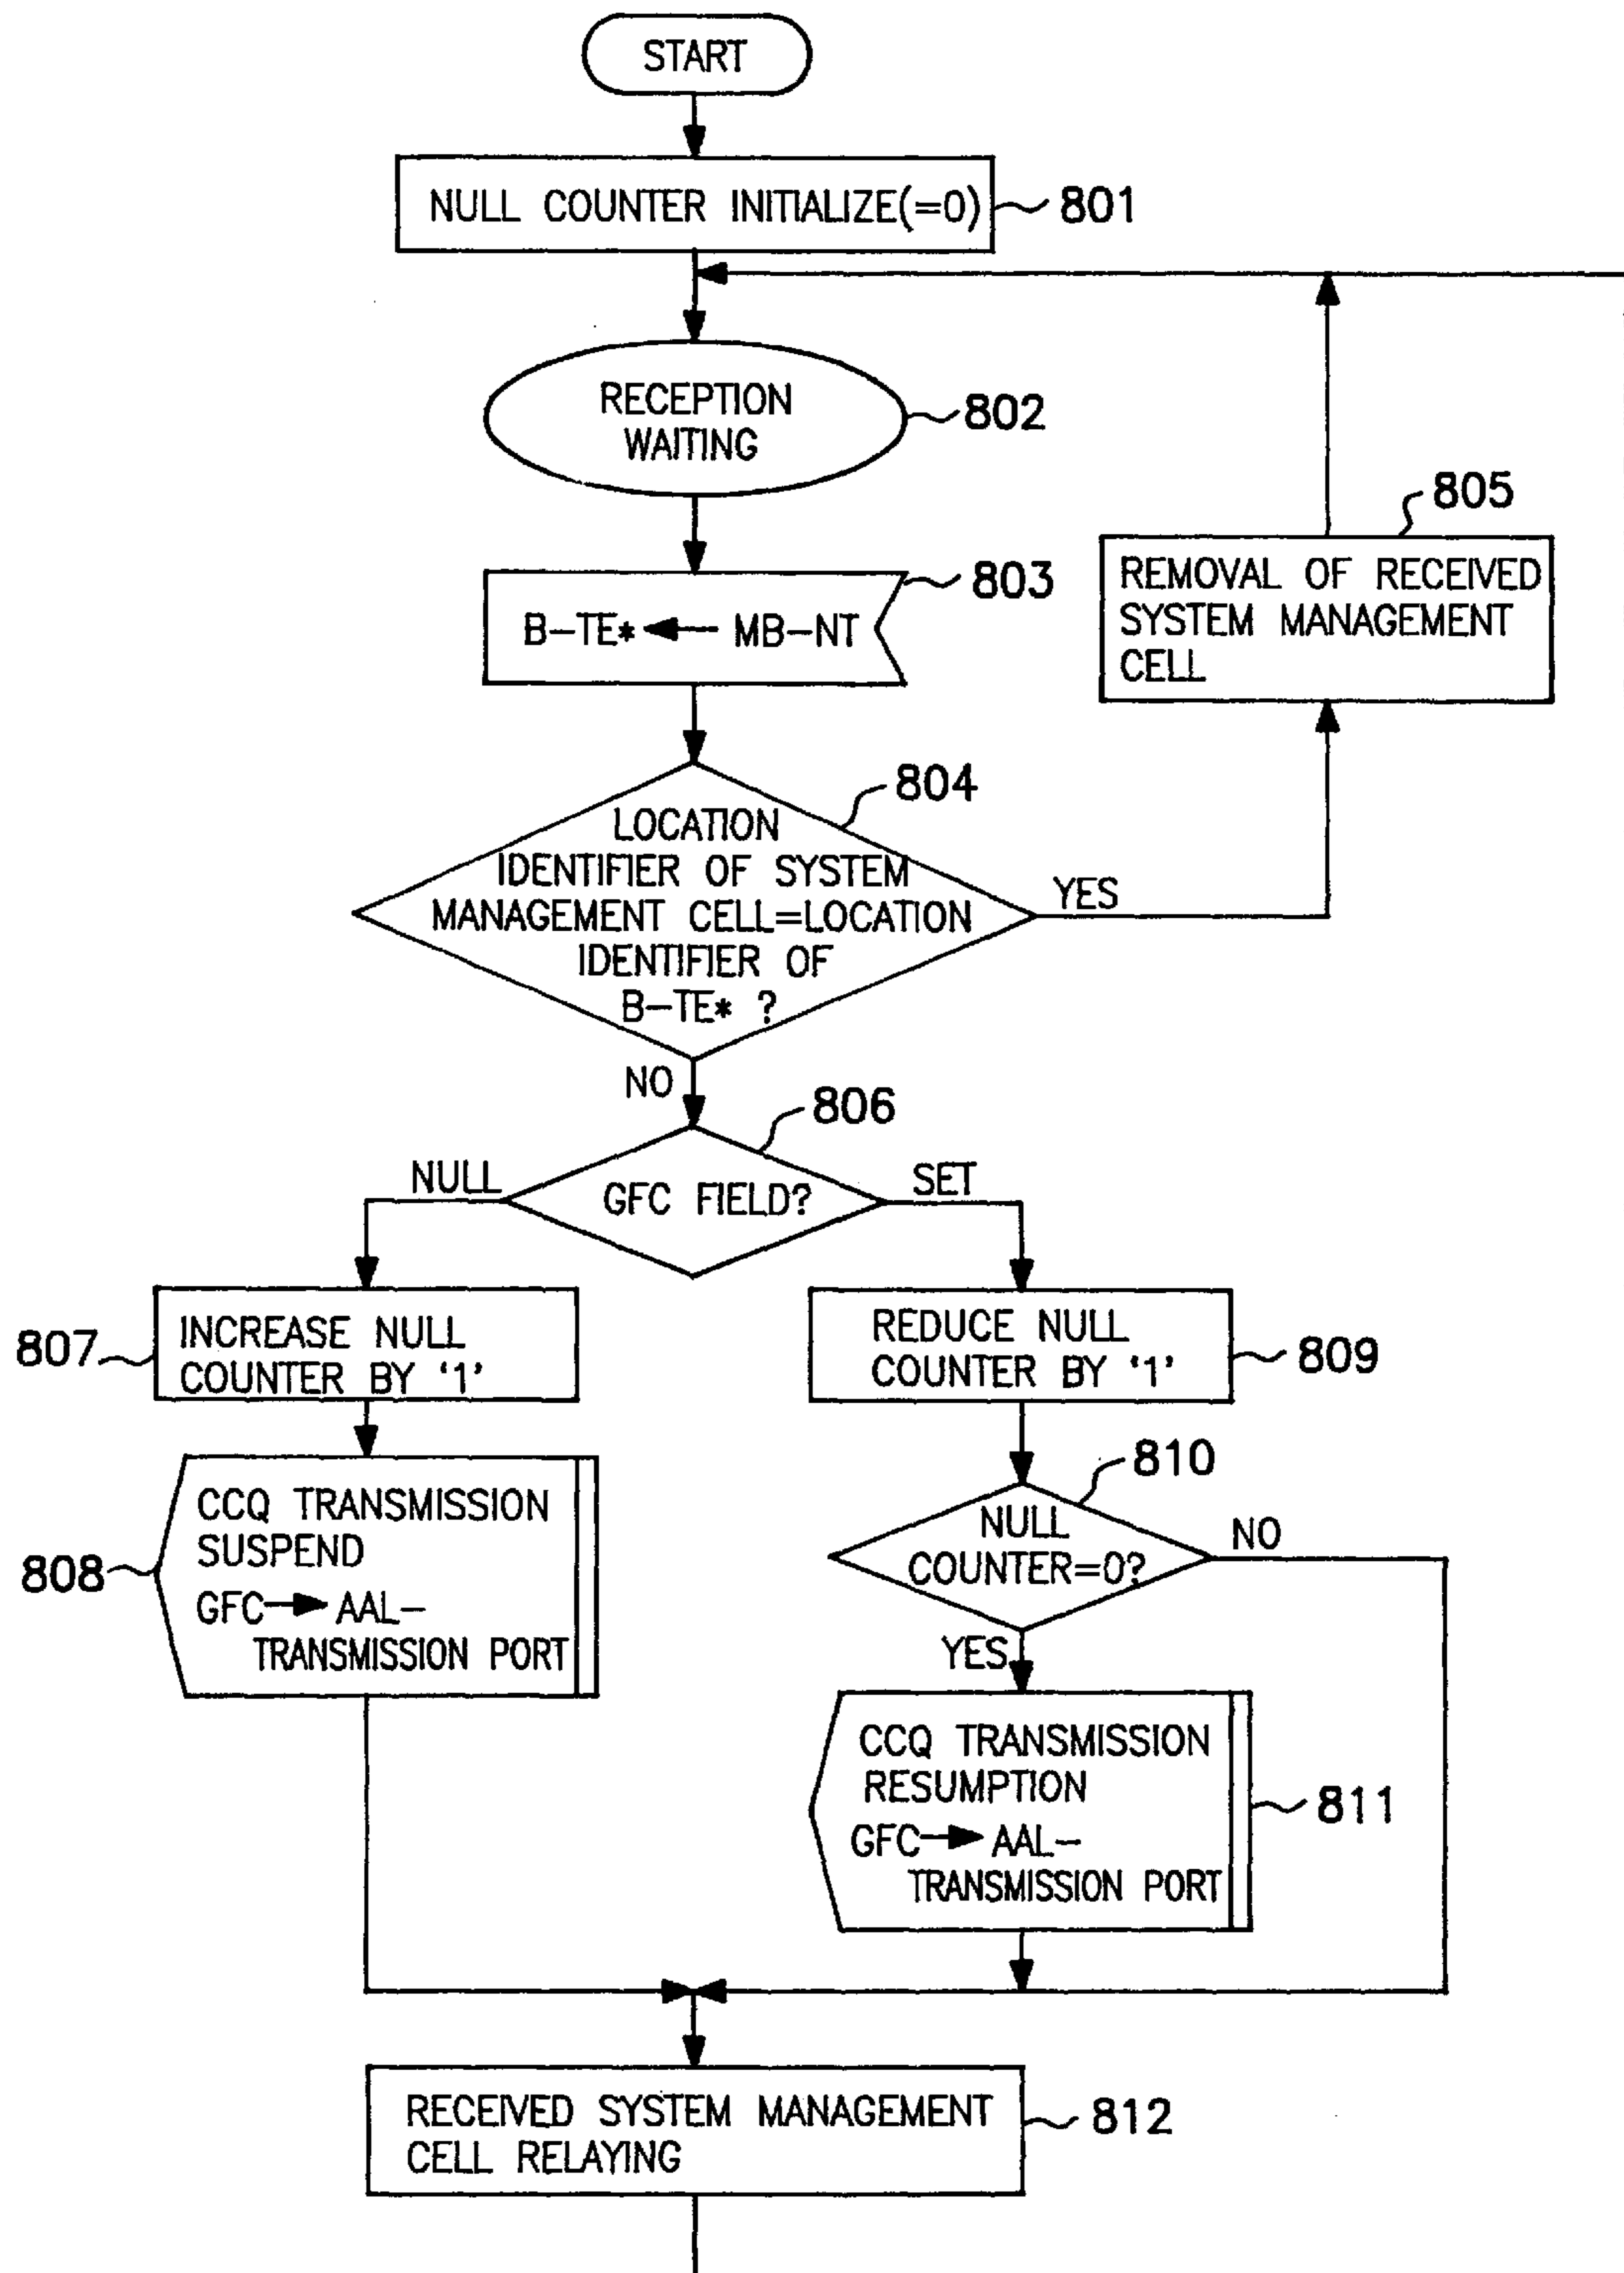 START
NULL COUNTER INITIALIZE(=0)
801
RECEPTION
WAITING
802
B-TE* ← MB-NT
803
804
LOCATION
IDENTIFIER OF SYSTEM
MANAGEMENT CELL=LOCATION
IDENTIFIER OF
B-TE* ?
YES
805
REMOVAL OF RECEIVED
SYSTEM MANAGEMENT
CELL
NO
806
GFC FIELD?
NULL
SET
807
INCREASE NULL
COUNTER BY '1'
REDUCE NULL
COUNTER BY '1'
809
808
CCQ TRANSMISSION
SUSPEND
GFC → AAL-
TRANSMISSION PORT
810
NULL
COUNTER=0?
NO
YES
CCQ TRANSMISSION
RESUMPTION
GFC → AAL-
TRANSMISSION PORT
811
RECEIVED SYSTEM MANAGEMENT
CELL RELAYING
812